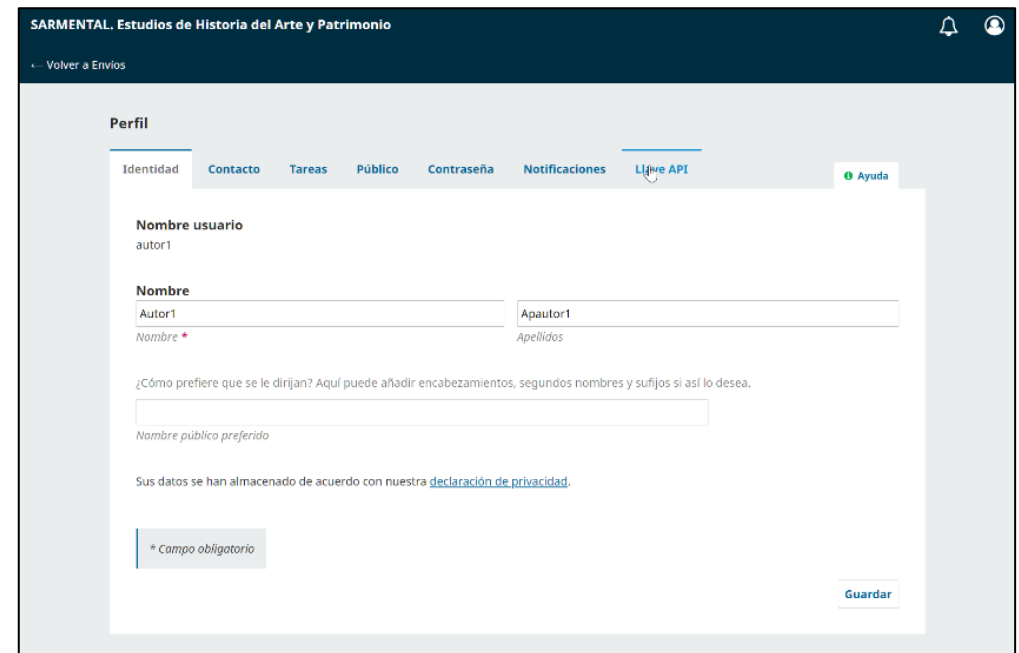 SARMENTAL. Estudios de Historia del Arte y Patrimonio
← Volver a Envíos
Perfil
Identidad Contacto Tareas Público Contraseña Notificaciones Llave API Ayuda
Nombre usuario
autor1
Nombre
Autor1 Apautor1
Nombre * Apellidos
¿Cómo prefiere que se le dirijan? Aquí puede añadir encabezamientos, segundos nombres y sufijos si así lo desea.
Nombre público preferido
Sus datos se han almacenado de acuerdo con nuestra declaración de privacidad.
* Campo obligatorio
Guardar